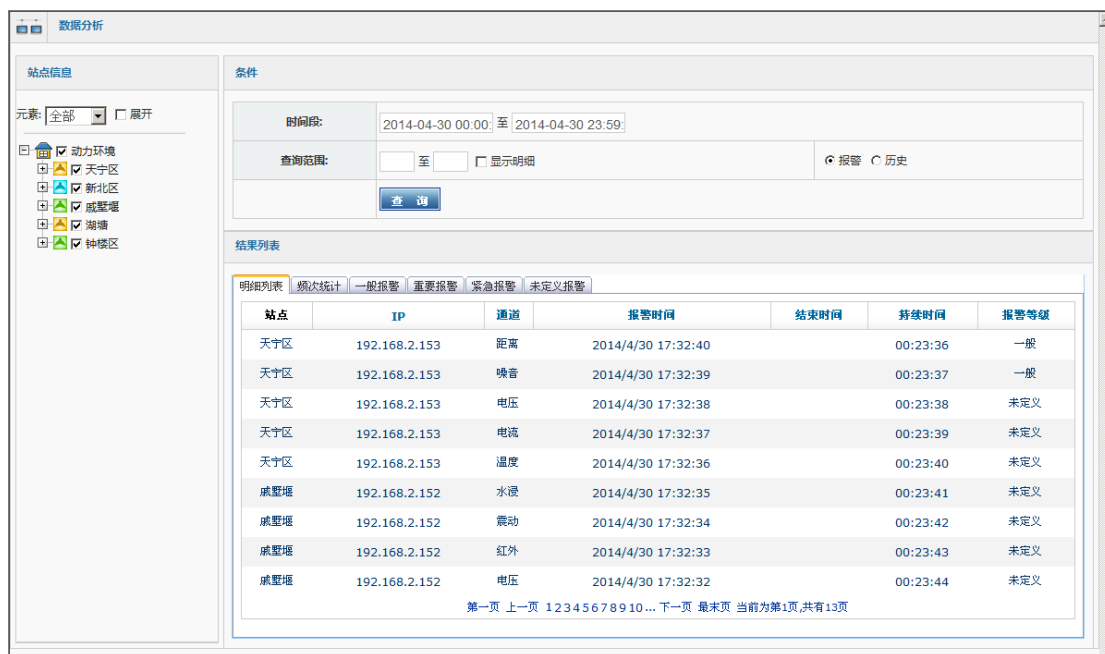 数据分析
站点信息
元素: 全部 展开
动力环境
天宁区
新北区
戚墅堰
湖塘
钟楼区
条件
时间段: 2014-04-30 00:00: 至 2014-04-30 23:59:
查询范围: 至 显示明细 报警 历史
查 询
结果列表
明细列表 频次统计 一般报警 重要报警 紧急报警 未定义报警
站点 IP 通道 报警时间 结束时间 持续时间 报警等级
天宁区 192.168.2.153 距离 2014/4/30 17:32:40 00:23:36 一般
天宁区 192.168.2.153 噪音 2014/4/30 17:32:39 00:23:37 一般
天宁区 192.168.2.153 电压 2014/4/30 17:32:38 00:23:38 未定义
天宁区 192.168.2.153 电流 2014/4/30 17:32:37 00:23:39 未定义
天宁区 192.168.2.153 温度 2014/4/30 17:32:36 00:23:40 未定义
戚墅堰 192.168.2.152 水浸 2014/4/30 17:32:35 00:23:41 未定义
戚墅堰 192.168.2.152 震动 2014/4/30 17:32:34 00:23:42 未定义
戚墅堰 192.168.2.152 红外 2014/4/30 17:32:33 00:23:43 未定义
戚墅堰 192.168.2.152 电压 2014/4/30 17:32:32 00:23:44 未定义
第一页 上一页 1 2 3 4 5 6 7 8 9 10 ... 下一页 最末页 当前为第1页,共有13页